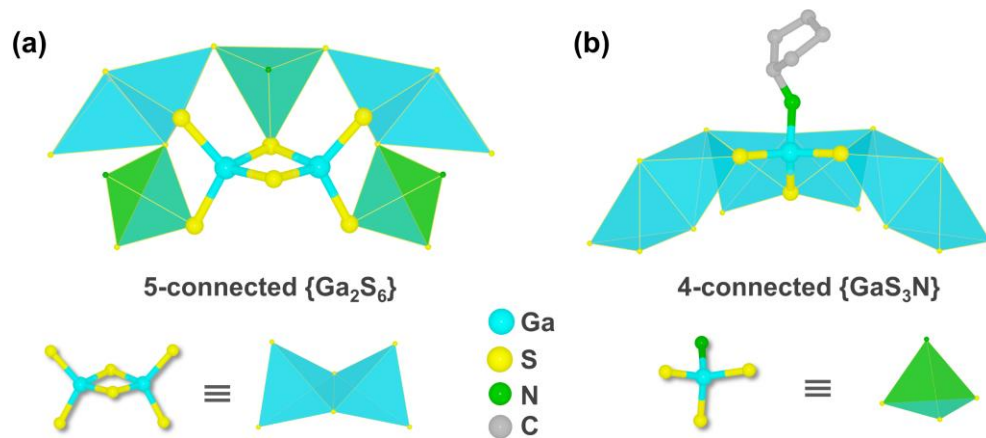 (a)
(b)
5-connected {Ga₂S₆}
4-connected {GaS₃N}
Ga
S
N
C
≡
≡